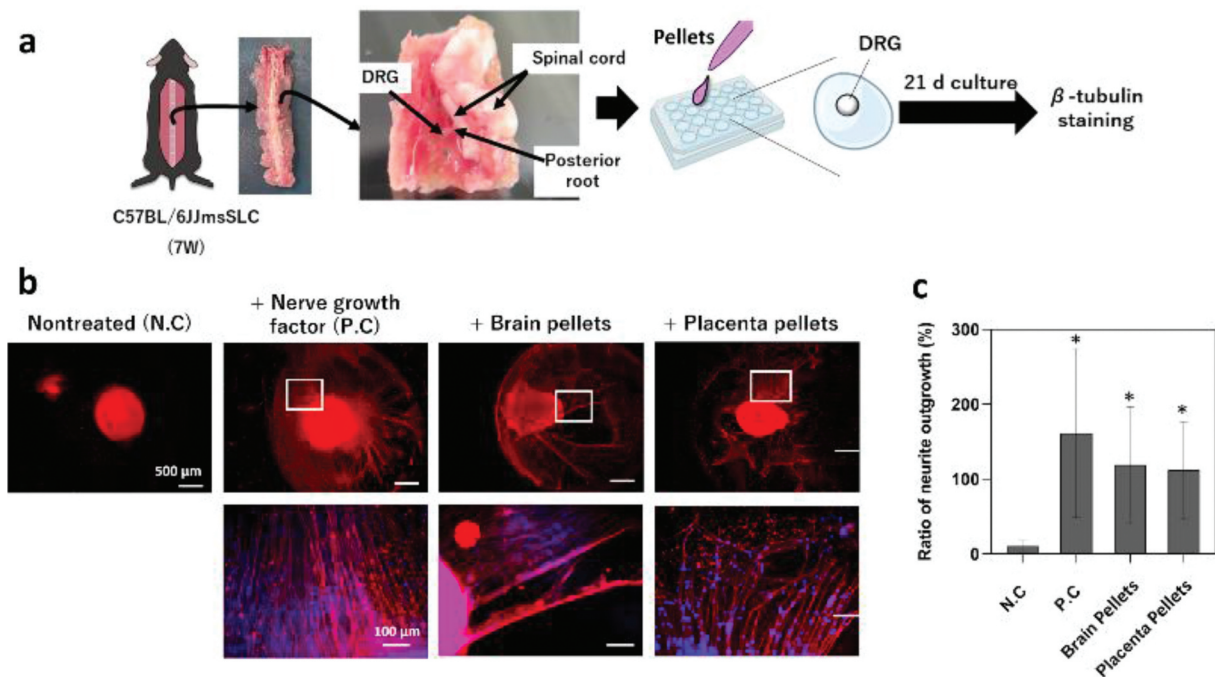 a
Pellets
DRG
DRG
Spinal cord
21 d culture
β-tubulin
staining
Posterior
root
C57BL/6JJmsSLC
(7W)
b
Nontreated (N.C)
+ Nerve growth
factor (P.C)
+ Brain pellets
+ Placenta pellets
500 μm
100 μm
c
Ratio of neurite outgrowth (%)
300
200
100
0
*
*
*
N.C
P.C
Brain Pellets
Placenta Pellets